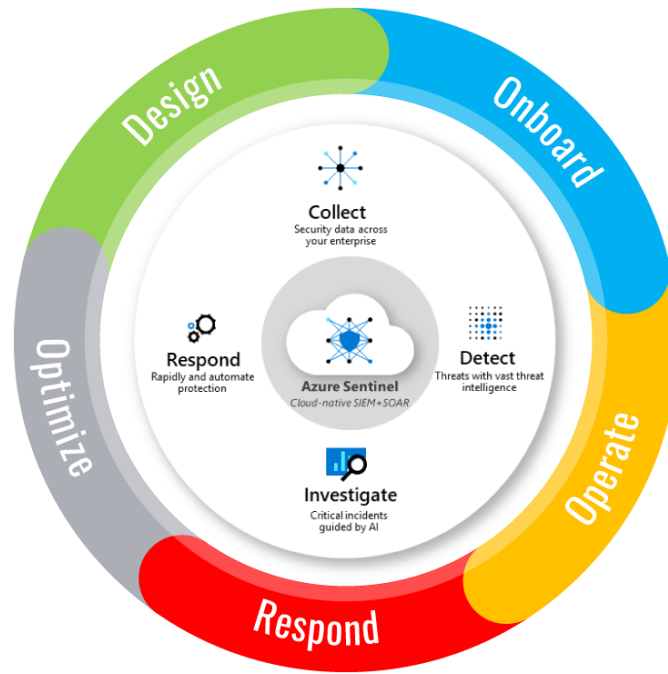 Design
Onboard
Collect
Security data across
your enterprise
Respond
Rapidly and automate
protection
Azure Sentinel
Cloud-native SIEM+SOAR
Detect
Threats with vast threat
intelligence
Investigate
Critical incidents
guided by AI
Optimize
Operate
Respond